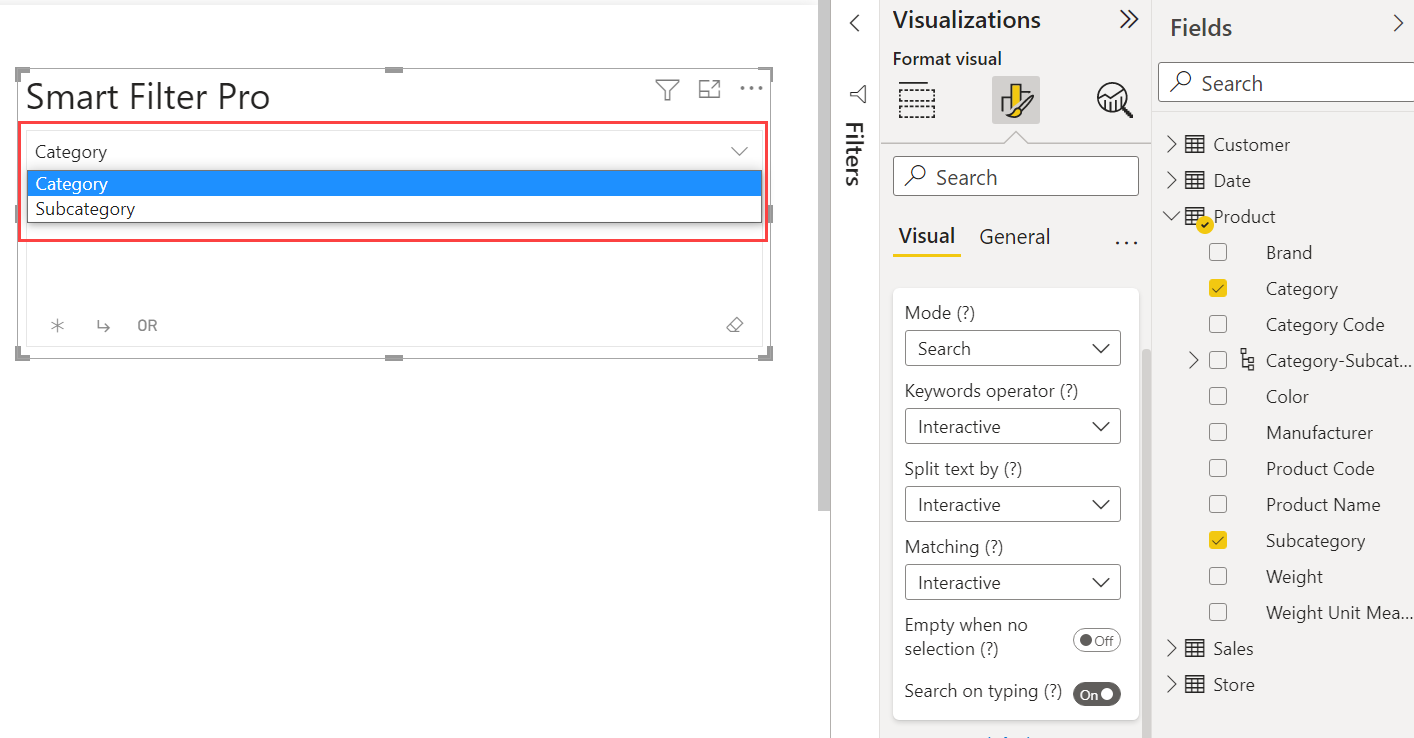 Smart Filter Pro
Category
Category
Subcategory
OR
Filters
Visualizations
Format visual
Search
Visual
General
Mode (?)
Search
Keywords operator (?)
Interactive
Split text by (?)
Interactive
Matching (?)
Interactive
Empty when no
selection (?)
Off
Search on typing (?)
On
Fields
Search
Customer
Date
Product
Brand
Category
Category Code
Category-Subcat...
Color
Manufacturer
Product Code
Product Name
Subcategory
Weight
Weight Unit Mea...
Sales
Store